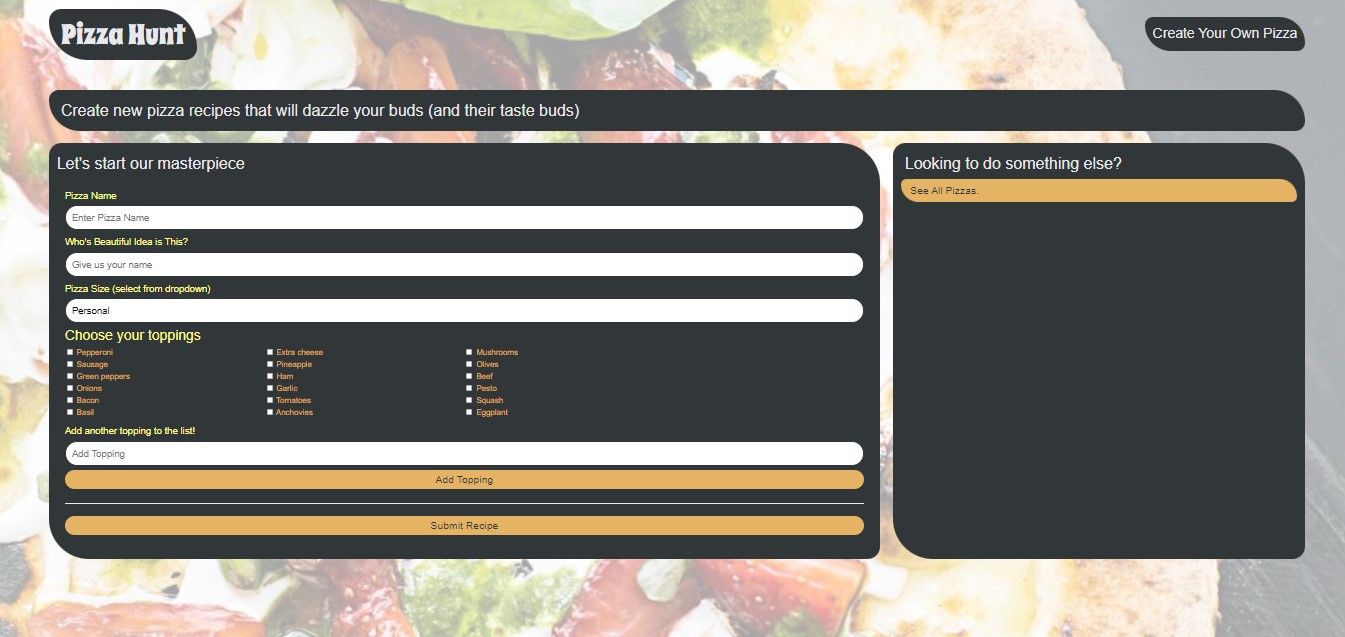 Pizza Hunt
Create Your Own Pizza
Create new pizza recipes that will dazzle your buds (and their taste buds)
Let's start our masterpiece
Pizza Name
Enter Pizza Name
Who's Beautiful Idea is This?
Give us your name
Pizza Size (select from dropdown)
Personal
Choose your toppings
Pepperoni Extra cheese Mushrooms
Sausage Pineapple Olives
Green peppers Ham Beef
Onions Garlic Pesto
Bacon Tomatoes Squash
Basil Anchovies Eggplant
Add another topping to the list!
Add Topping
Add Topping
Submit Recipe
Looking to do something else?
See All Pizzas.